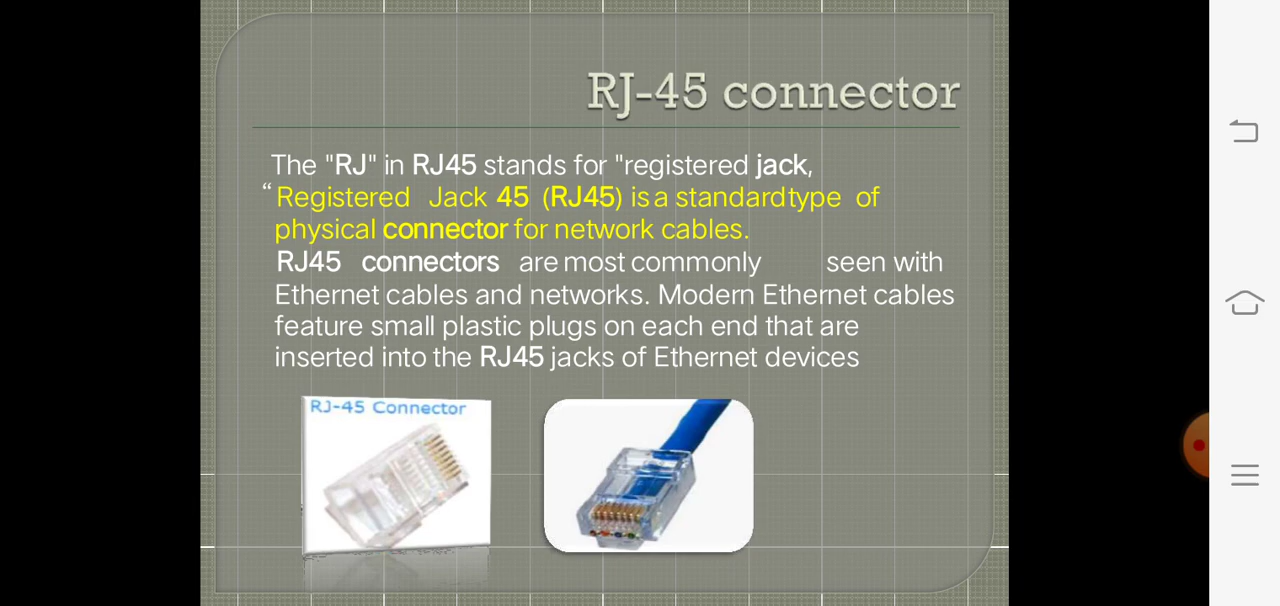 RJ-45 connector
The "RJ" in RJ45 stands for "registered jack,
“
Registered Jack 45 (RJ45) is a standard type of
physical connector for network cables.
RJ45 connectors are most commonly seen with
Ethernet cables and networks. Modern Ethernet cables
feature small plastic plugs on each end that are
inserted into the RJ45 jacks of Ethernet devices
RJ-45 Connector